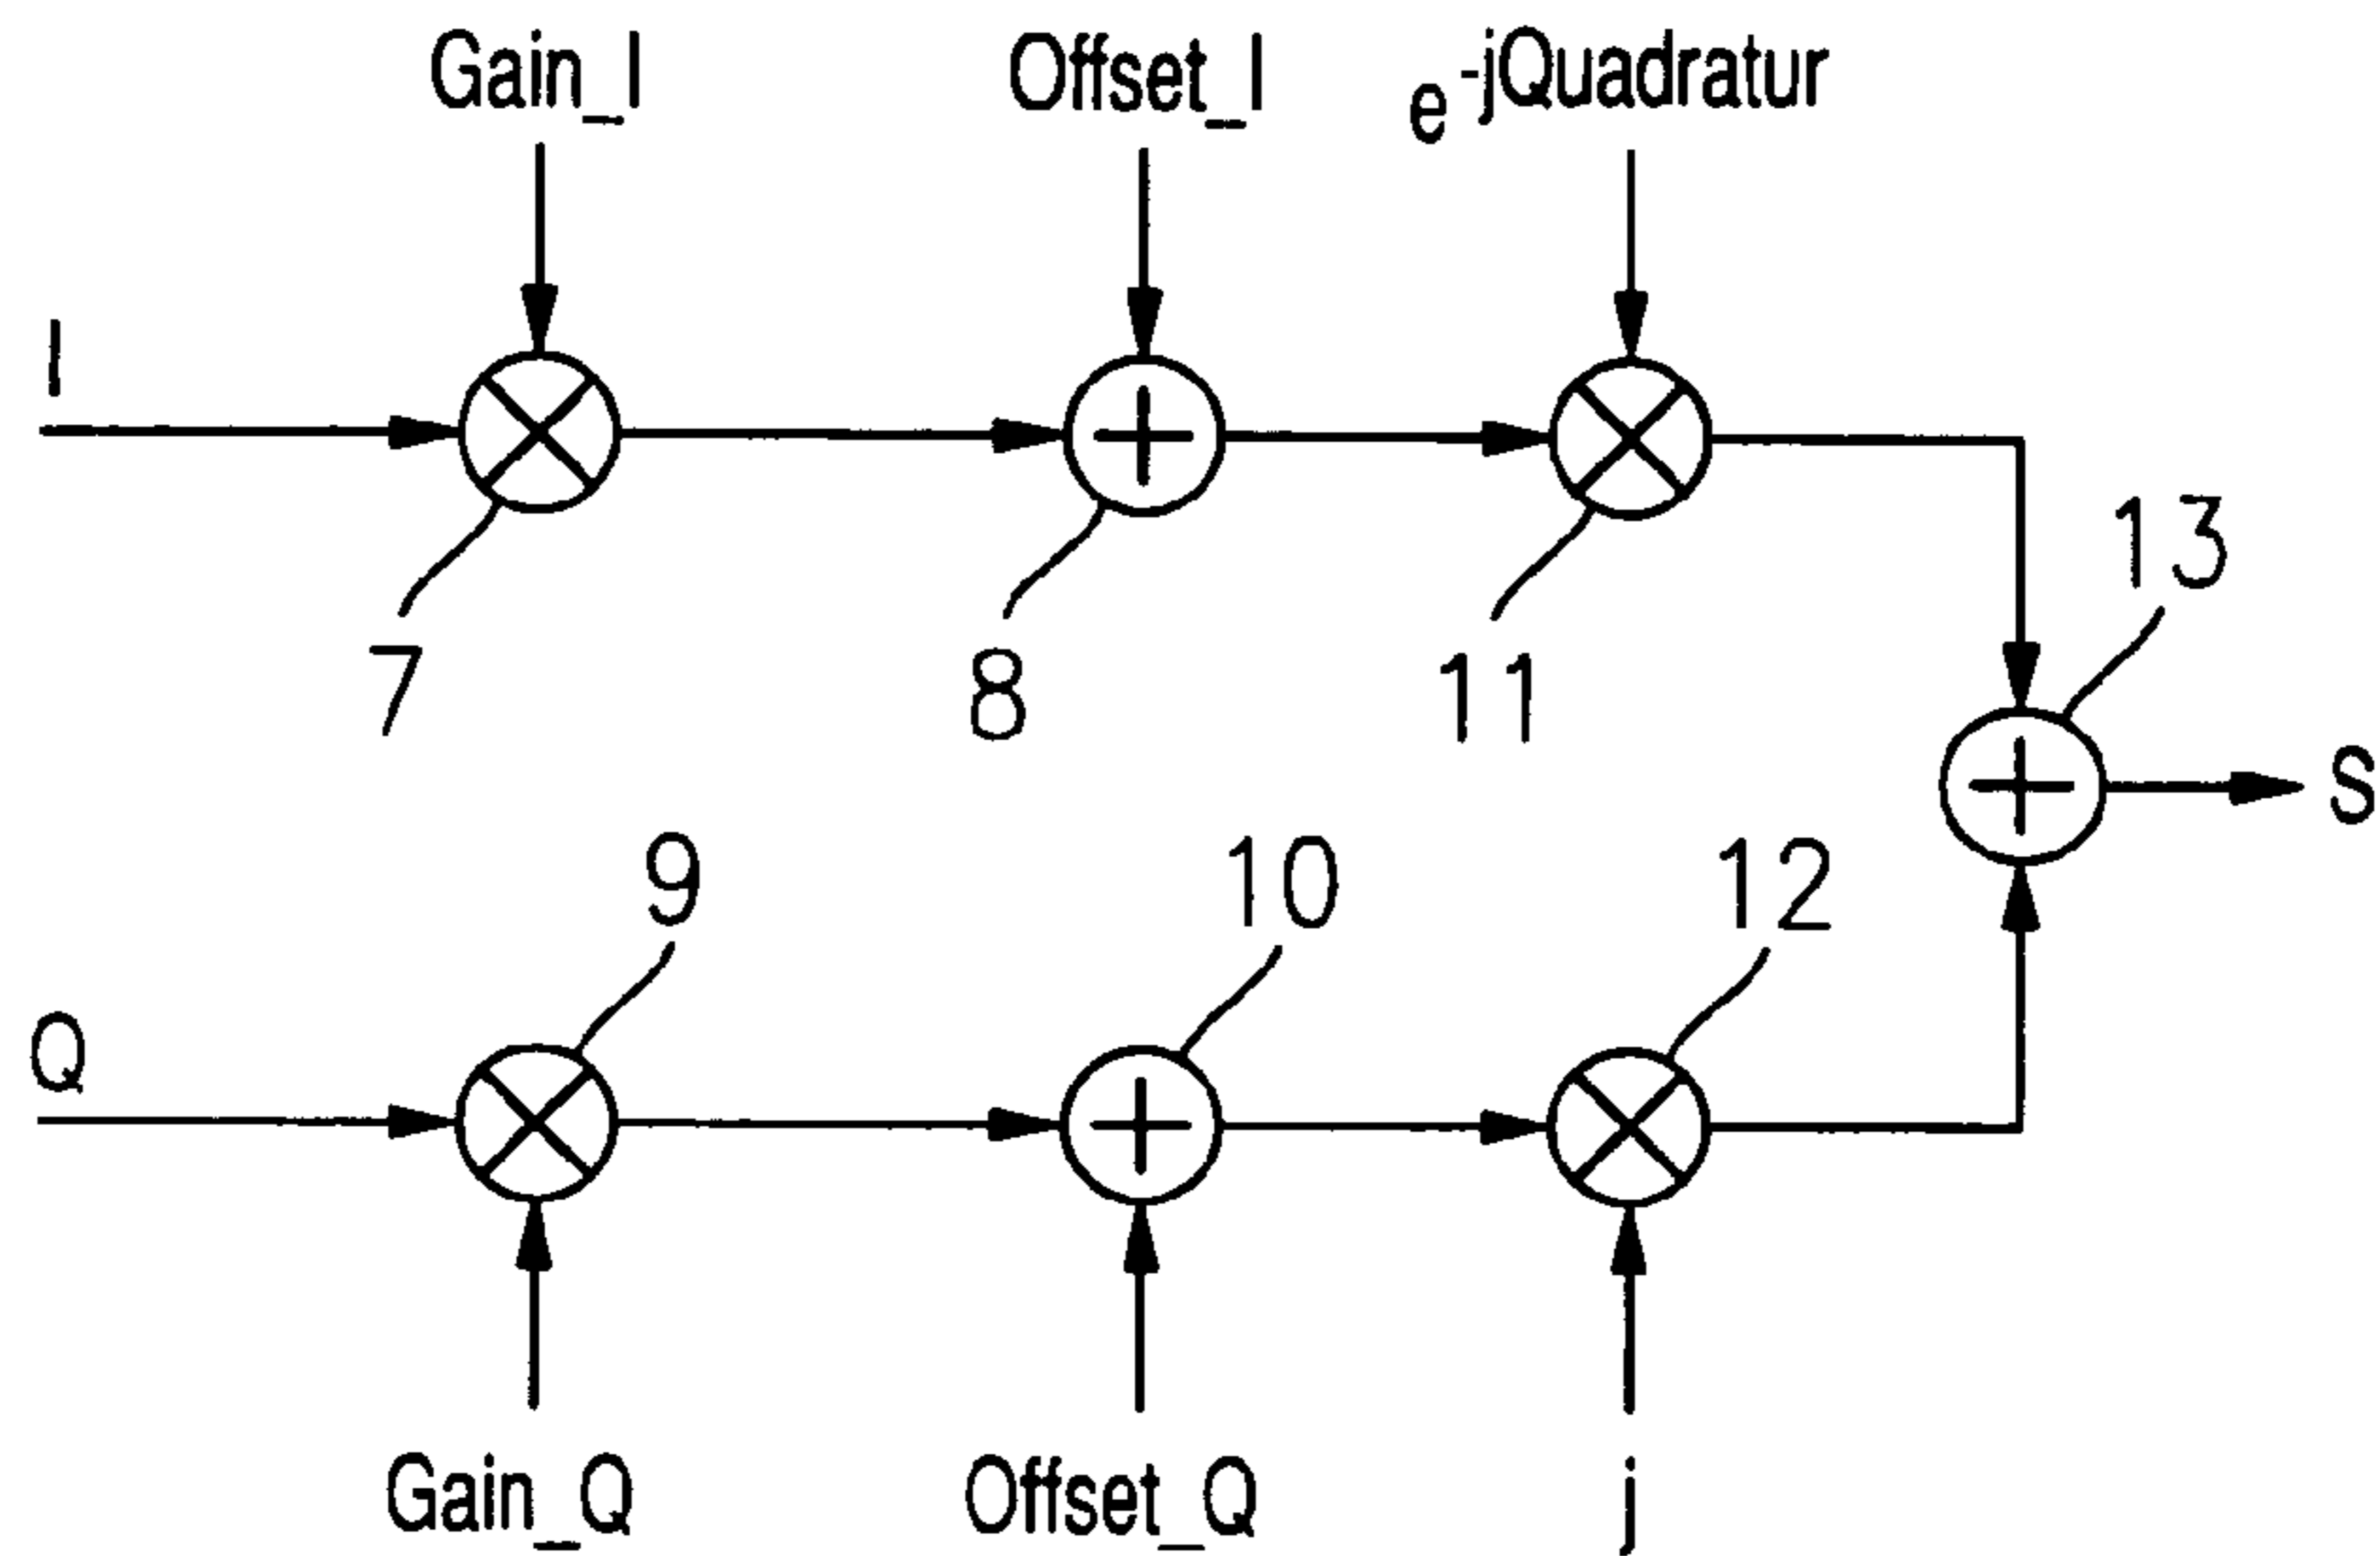 Gain_I
Offset_I
e-jQuadratur
I
7
8
11
13
S
9
10
12
Q
Gain_Q
Offset_Q
j